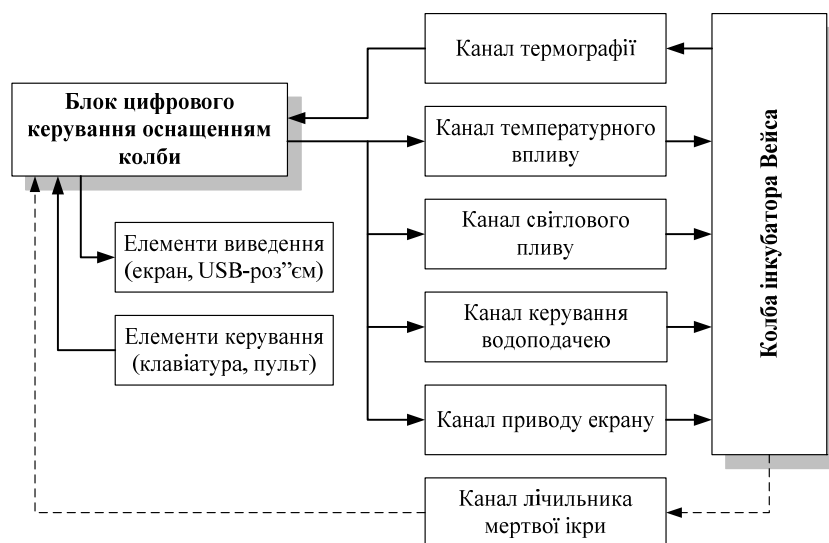 Канал термографії
Блок цифрового
керування оснащенням
колби
Канал температурного
впливу
Канал світлового
пливу
Елементи виведення
(екран, USB-роз”єм)
Канал керування
водоподачею
Елементи керування
(клавіатура, пульт)
Канал приводу екрану
Канал лічильника
мертвої ікри
Колба інкубатора Вейса